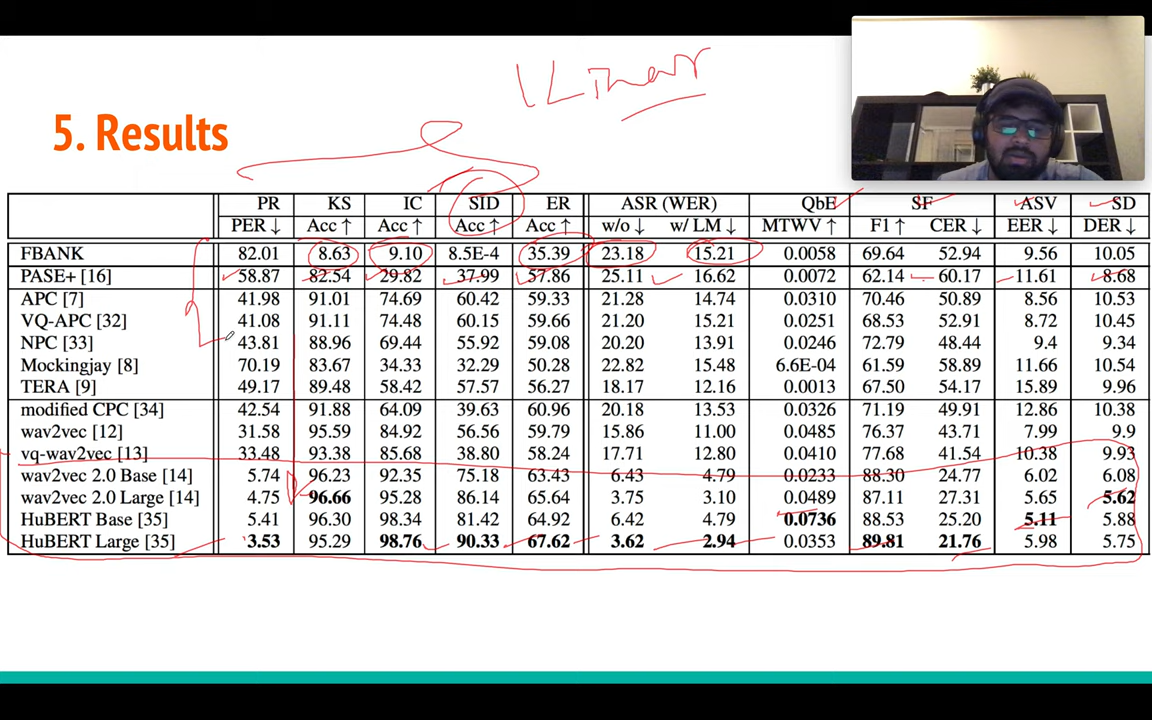 1 Linear
5. Results
PR KS IC SID ER ASR (WER) QbE SF ASV SD
PER ↓ Acc ↑ Acc ↑ Acc ↑ Acc ↑ w/o ↓ w/ LM ↓ MTWV ↑ F1 ↑ CER ↓ EER ↓ DER ↓
FBANK 82.01 8.63 9.10 8.5E-4 35.39 23.18 15.21 0.0058 69.64 52.94 9.56 10.05
PASE+ [16] 58.87 82.54 29.82 37.99 57.86 25.11 16.62 0.0072 62.14 60.17 11.61 8.68
APC [7] 41.98 91.01 74.69 60.42 59.33 21.28 14.74 0.0310 70.46 50.89 8.56 10.53
VQ-APC [32] 41.08 91.11 74.48 60.15 59.66 21.20 15.21 0.0251 68.53 52.91 8.72 10.45
NPC [33] 43.81 88.96 69.44 55.92 59.08 20.20 13.91 0.0246 72.79 48.44 9.4 9.34
Mockingjay [8] 70.19 83.67 34.33 32.29 50.28 22.82 15.48 6.6E-04 61.59 58.89 11.66 10.54
TERA [9] 49.17 89.48 58.42 57.57 56.27 18.17 12.16 0.0013 67.50 54.17 15.89 9.96
modified CPC [34] 42.54 91.88 64.09 39.63 60.96 20.18 13.53 0.0326 71.19 49.91 12.86 10.38
wav2vec [12] 31.58 95.59 84.92 56.56 59.79 15.86 11.00 0.0485 76.37 43.71 7.99 9.9
vq-wav2vec [13] 33.48 93.38 85.68 38.80 58.24 17.71 12.80 0.0410 77.68 41.54 10.38 9.93
wav2vec 2.0 Base [14] 5.74 96.23 92.35 75.18 63.43 6.43 4.79 0.0233 88.30 24.77 6.02 6.08
wav2vec 2.0 Large [14] 4.75 96.66 95.28 86.14 65.64 3.75 3.10 0.0489 87.11 27.31 5.65 5.62
HuBERT Base [35] 5.41 96.30 98.34 81.42 64.92 6.42 4.79 0.0736 88.53 25.20 5.11 5.88
HuBERT Large [35] 3.53 95.29 98.76 90.33 67.62 3.62 2.94 0.0353 89.81 21.76 5.98 5.75